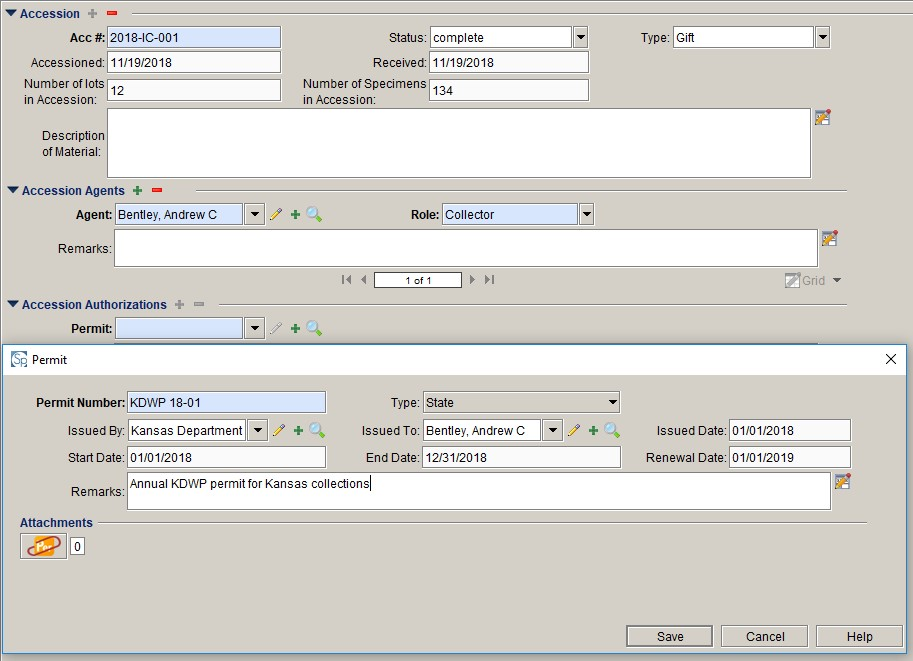 Accession
Acc #: 2018-IC-001 Status: complete Type: Gift
Accessioned: 11/19/2018 Received: 11/19/2018
Number of lots in Accession: 12 Number of Specimens in Accession: 134
Description of Material:
Accession Agents
Agent: Bentley, Andrew C Role: Collector
Remarks:
1 of 1 Grid
Accession Authorizations
Permit:
Sp Permit
Permit Number: KDWP 18-01 Type: State
Issued By: Kansas Department Issued To: Bentley, Andrew C Issued Date: 01/01/2018
Start Date: 01/01/2018 End Date: 12/31/2018 Renewal Date: 01/01/2019
Remarks: Annual KDWP permit for Kansas collections
Attachments
0
Save Cancel Help